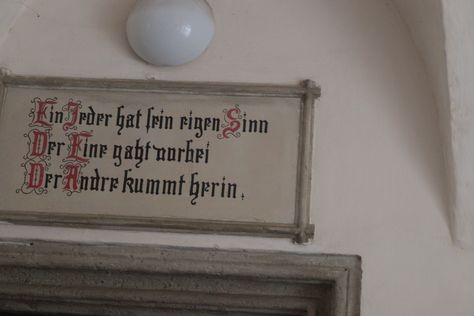 Ein Jeder hat sein eigen Sinn
Der Eine gaht vorbei
Der Andre kummt herin.